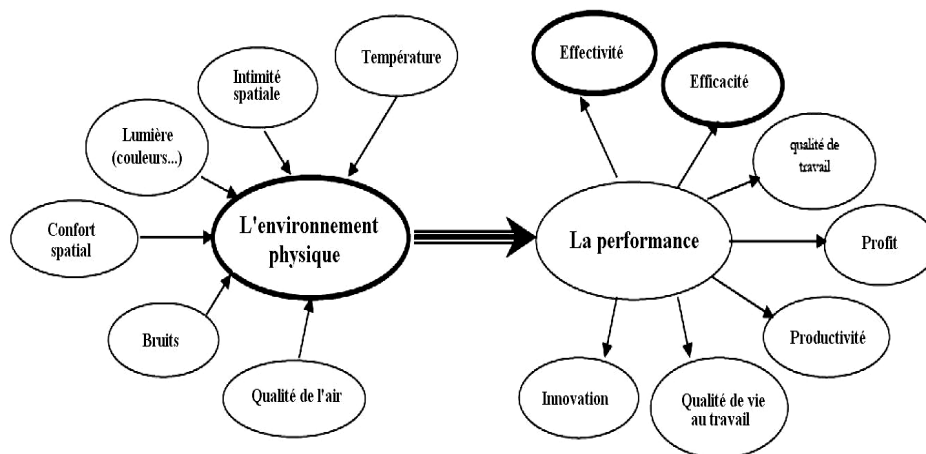 Température
Intimité
spatiale
Lumière
(couleurs...)
Confort
spatial
Bruits
Qualité de l'air
L'environnement
physique
La performance
Effectivité
Efficacité
qualité de
travail
Profit
Productivité
Qualité de vie
au travail
Innovation